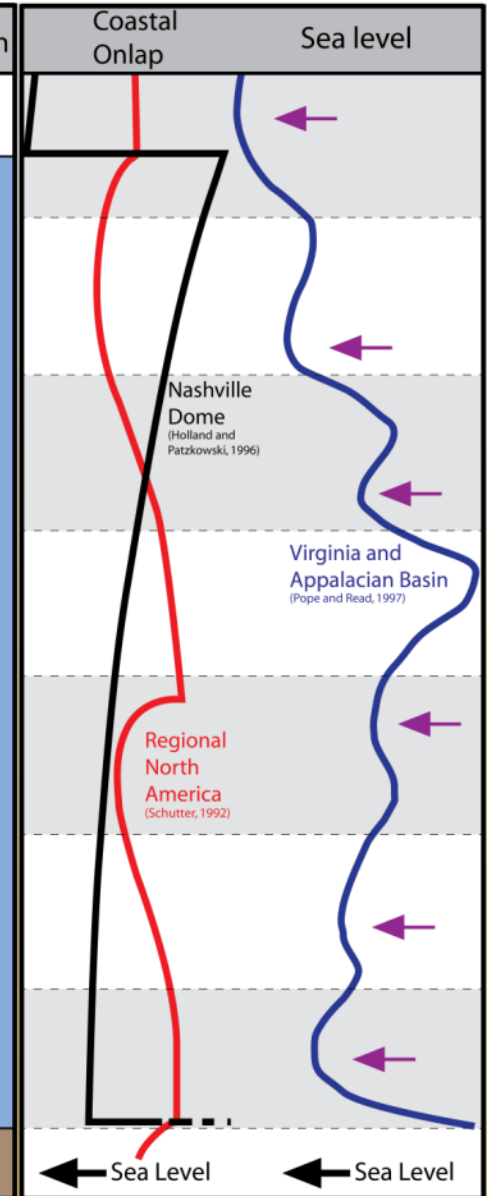 Coastal
Onlap
Sea level
Nashville
Dome
(Holland and
Patzkowski, 1996)
Virginia and
Appalacian Basin
(Pope and Read, 1997)
Regional
North
America
(Schutter, 1992)
Sea Level
Sea Level